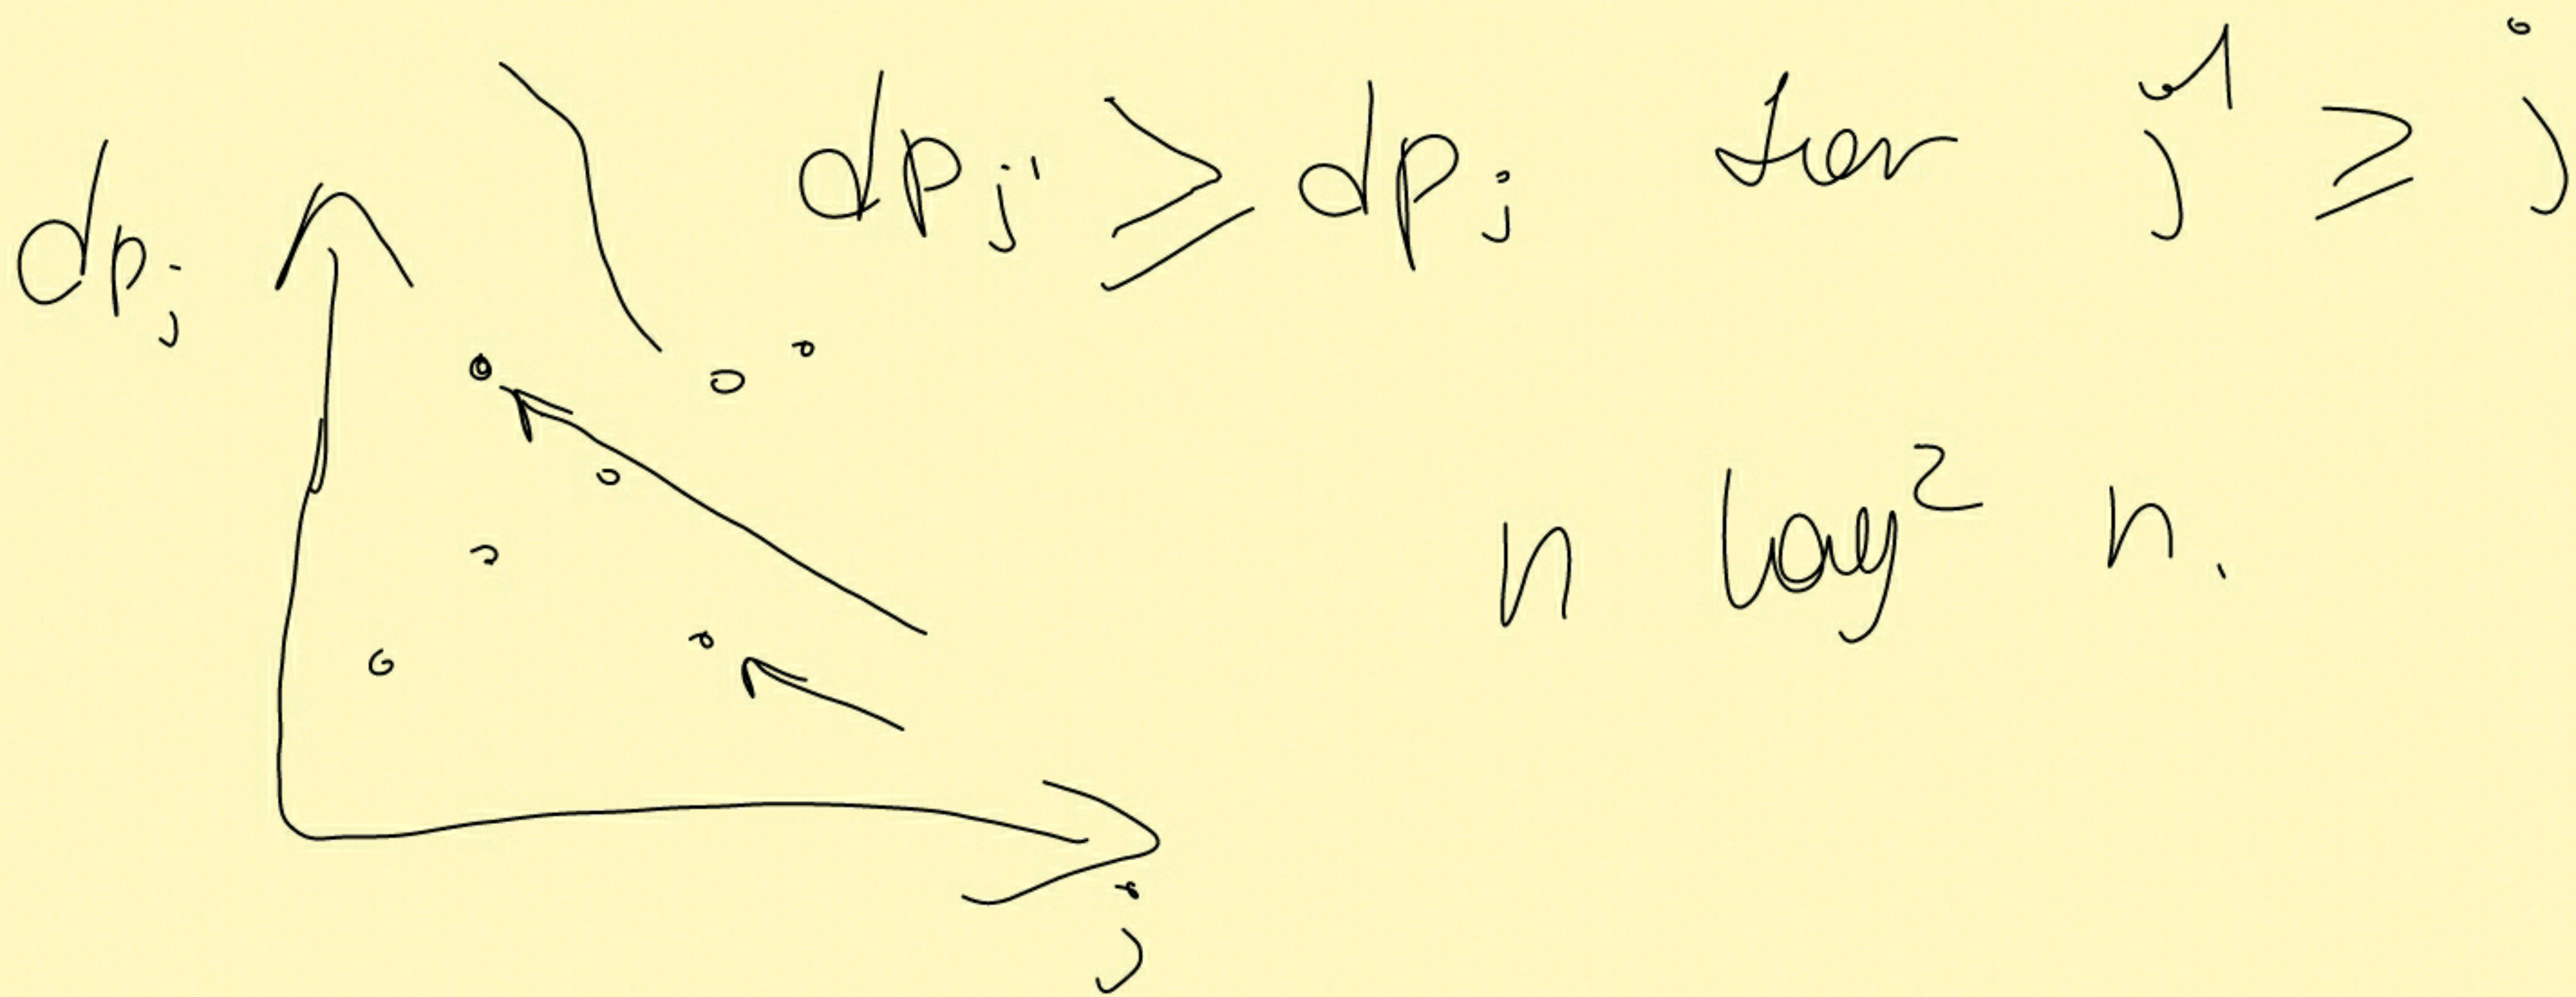 dp_j' ≥ dp_j for j' ≥ j
dp_j
n log² n.
j